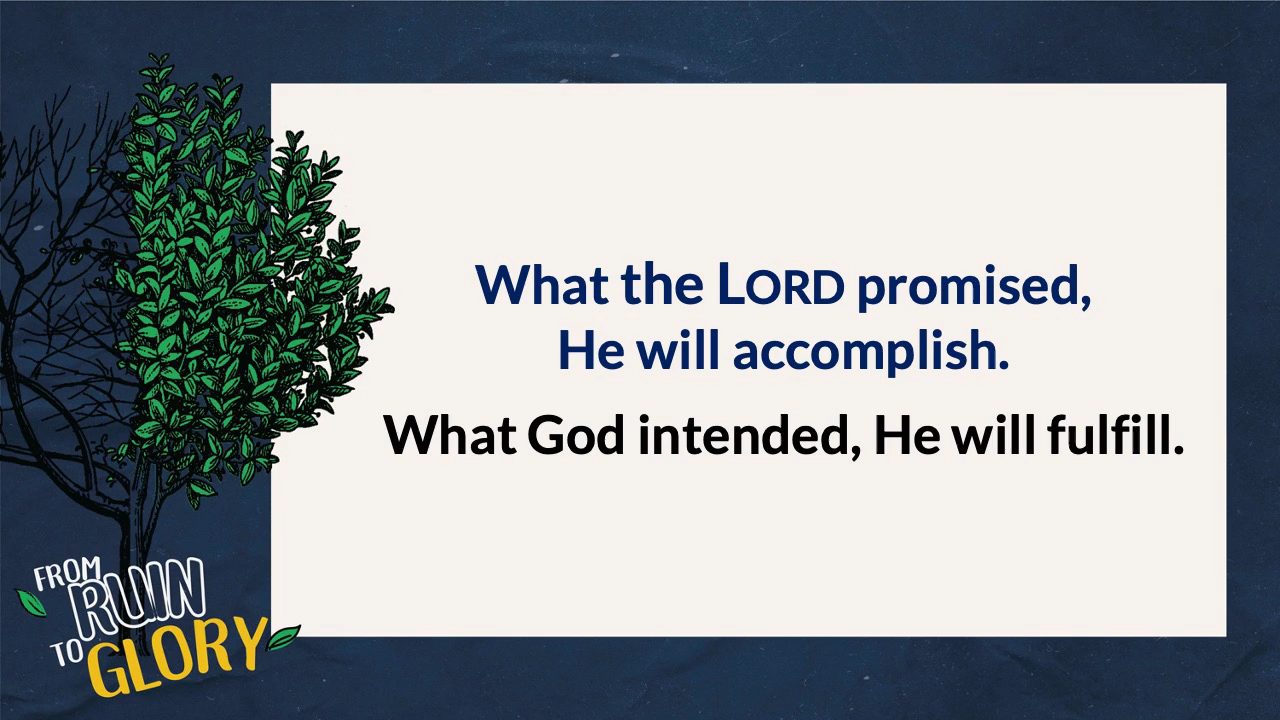 What the LORD promised,
He will accomplish.
What God intended, He will fulfill.
FROM
RUIN
TO
GLORY